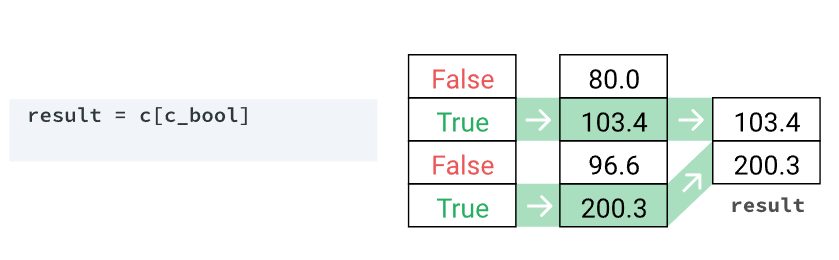 result = c[c_bool]
False 80.0
True 103.4 103.4
False 96.6 200.3
True 200.3
result